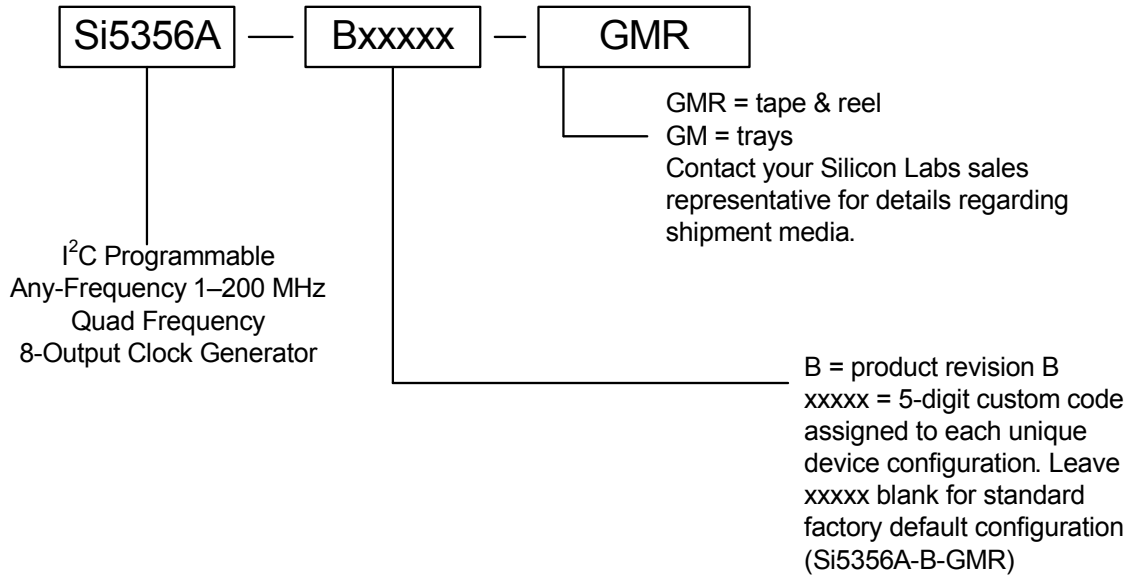 Si5356A — Bxxxxx — GMR
GMR = tape & reel
GM = trays
Contact your Silicon Labs sales
representative for details regarding
shipment media.
I²C Programmable
Any-Frequency 1–200 MHz
Quad Frequency
8-Output Clock Generator
B = product revision B
xxxxx = 5-digit custom code
assigned to each unique
device configuration. Leave
xxxxx blank for standard
factory default configuration
(Si5356A-B-GMR)